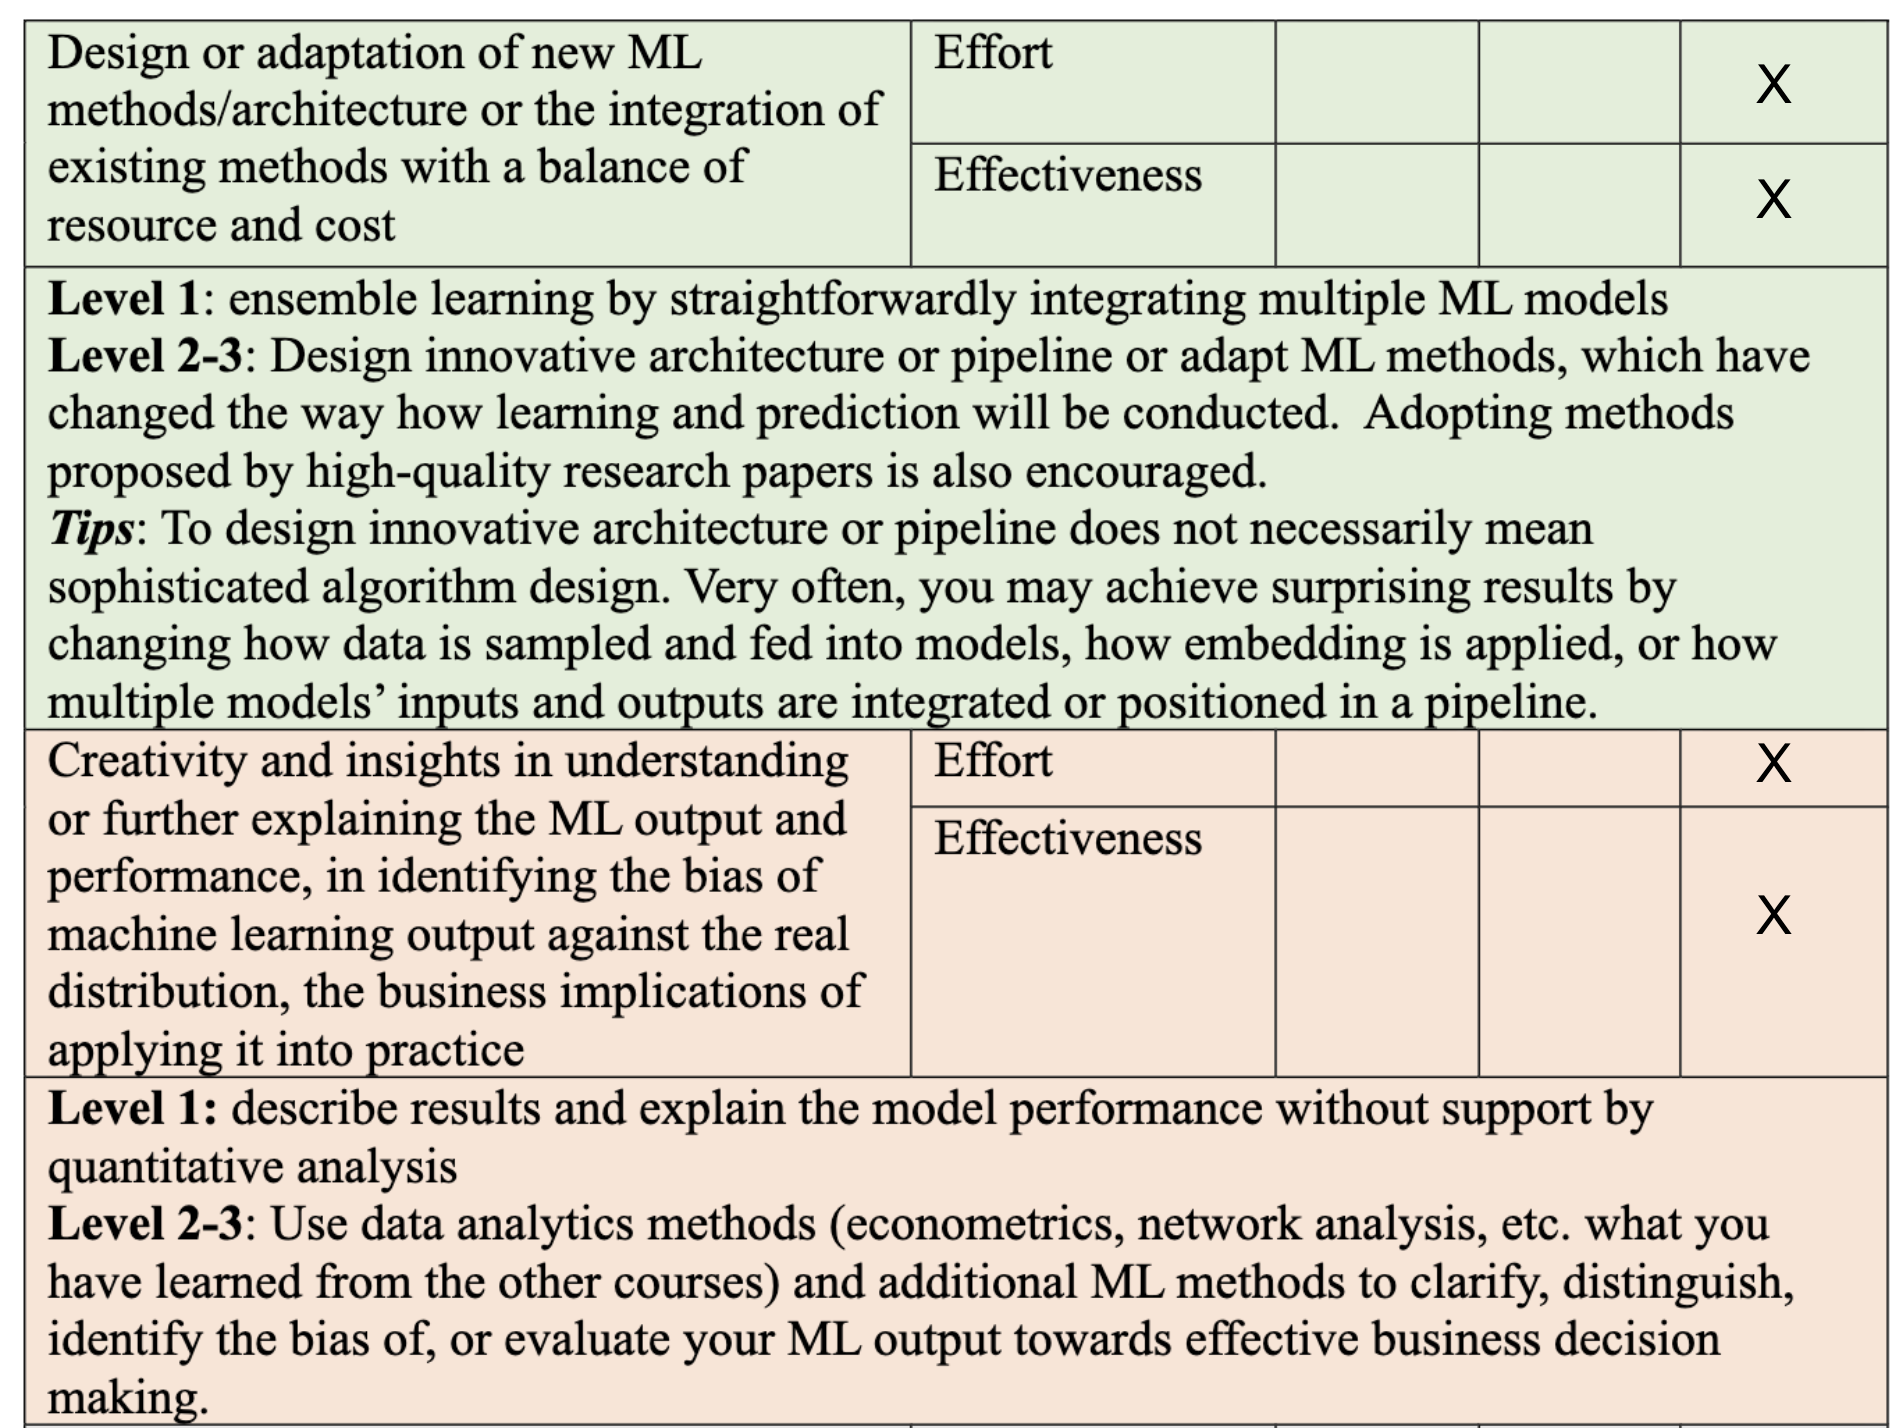 Design or adaptation of new ML
methods/architecture or the integration of
existing methods with a balance of
resource and cost
Effort
X
Effectiveness
X
Level 1: ensemble learning by straightforwardly integrating multiple ML models
Level 2-3: Design innovative architecture or pipeline or adapt ML methods, which have
changed the way how learning and prediction will be conducted.  Adopting methods
proposed by high-quality research papers is also encouraged.
Tips: To design innovative architecture or pipeline does not necessarily mean
sophisticated algorithm design. Very often, you may achieve surprising results by
changing how data is sampled and fed into models, how embedding is applied, or how
multiple models’ inputs and outputs are integrated or positioned in a pipeline.
Creativity and insights in understanding
or further explaining the ML output and
performance, in identifying the bias of
machine learning output against the real
distribution, the business implications of
applying it into practice
Effort
X
Effectiveness
X
Level 1: describe results and explain the model performance without support by
quantitative analysis
Level 2-3: Use data analytics methods (econometrics, network analysis, etc. what you
have learned from the other courses) and additional ML methods to clarify, distinguish,
identify the bias of, or evaluate your ML output towards effective business decision
making.